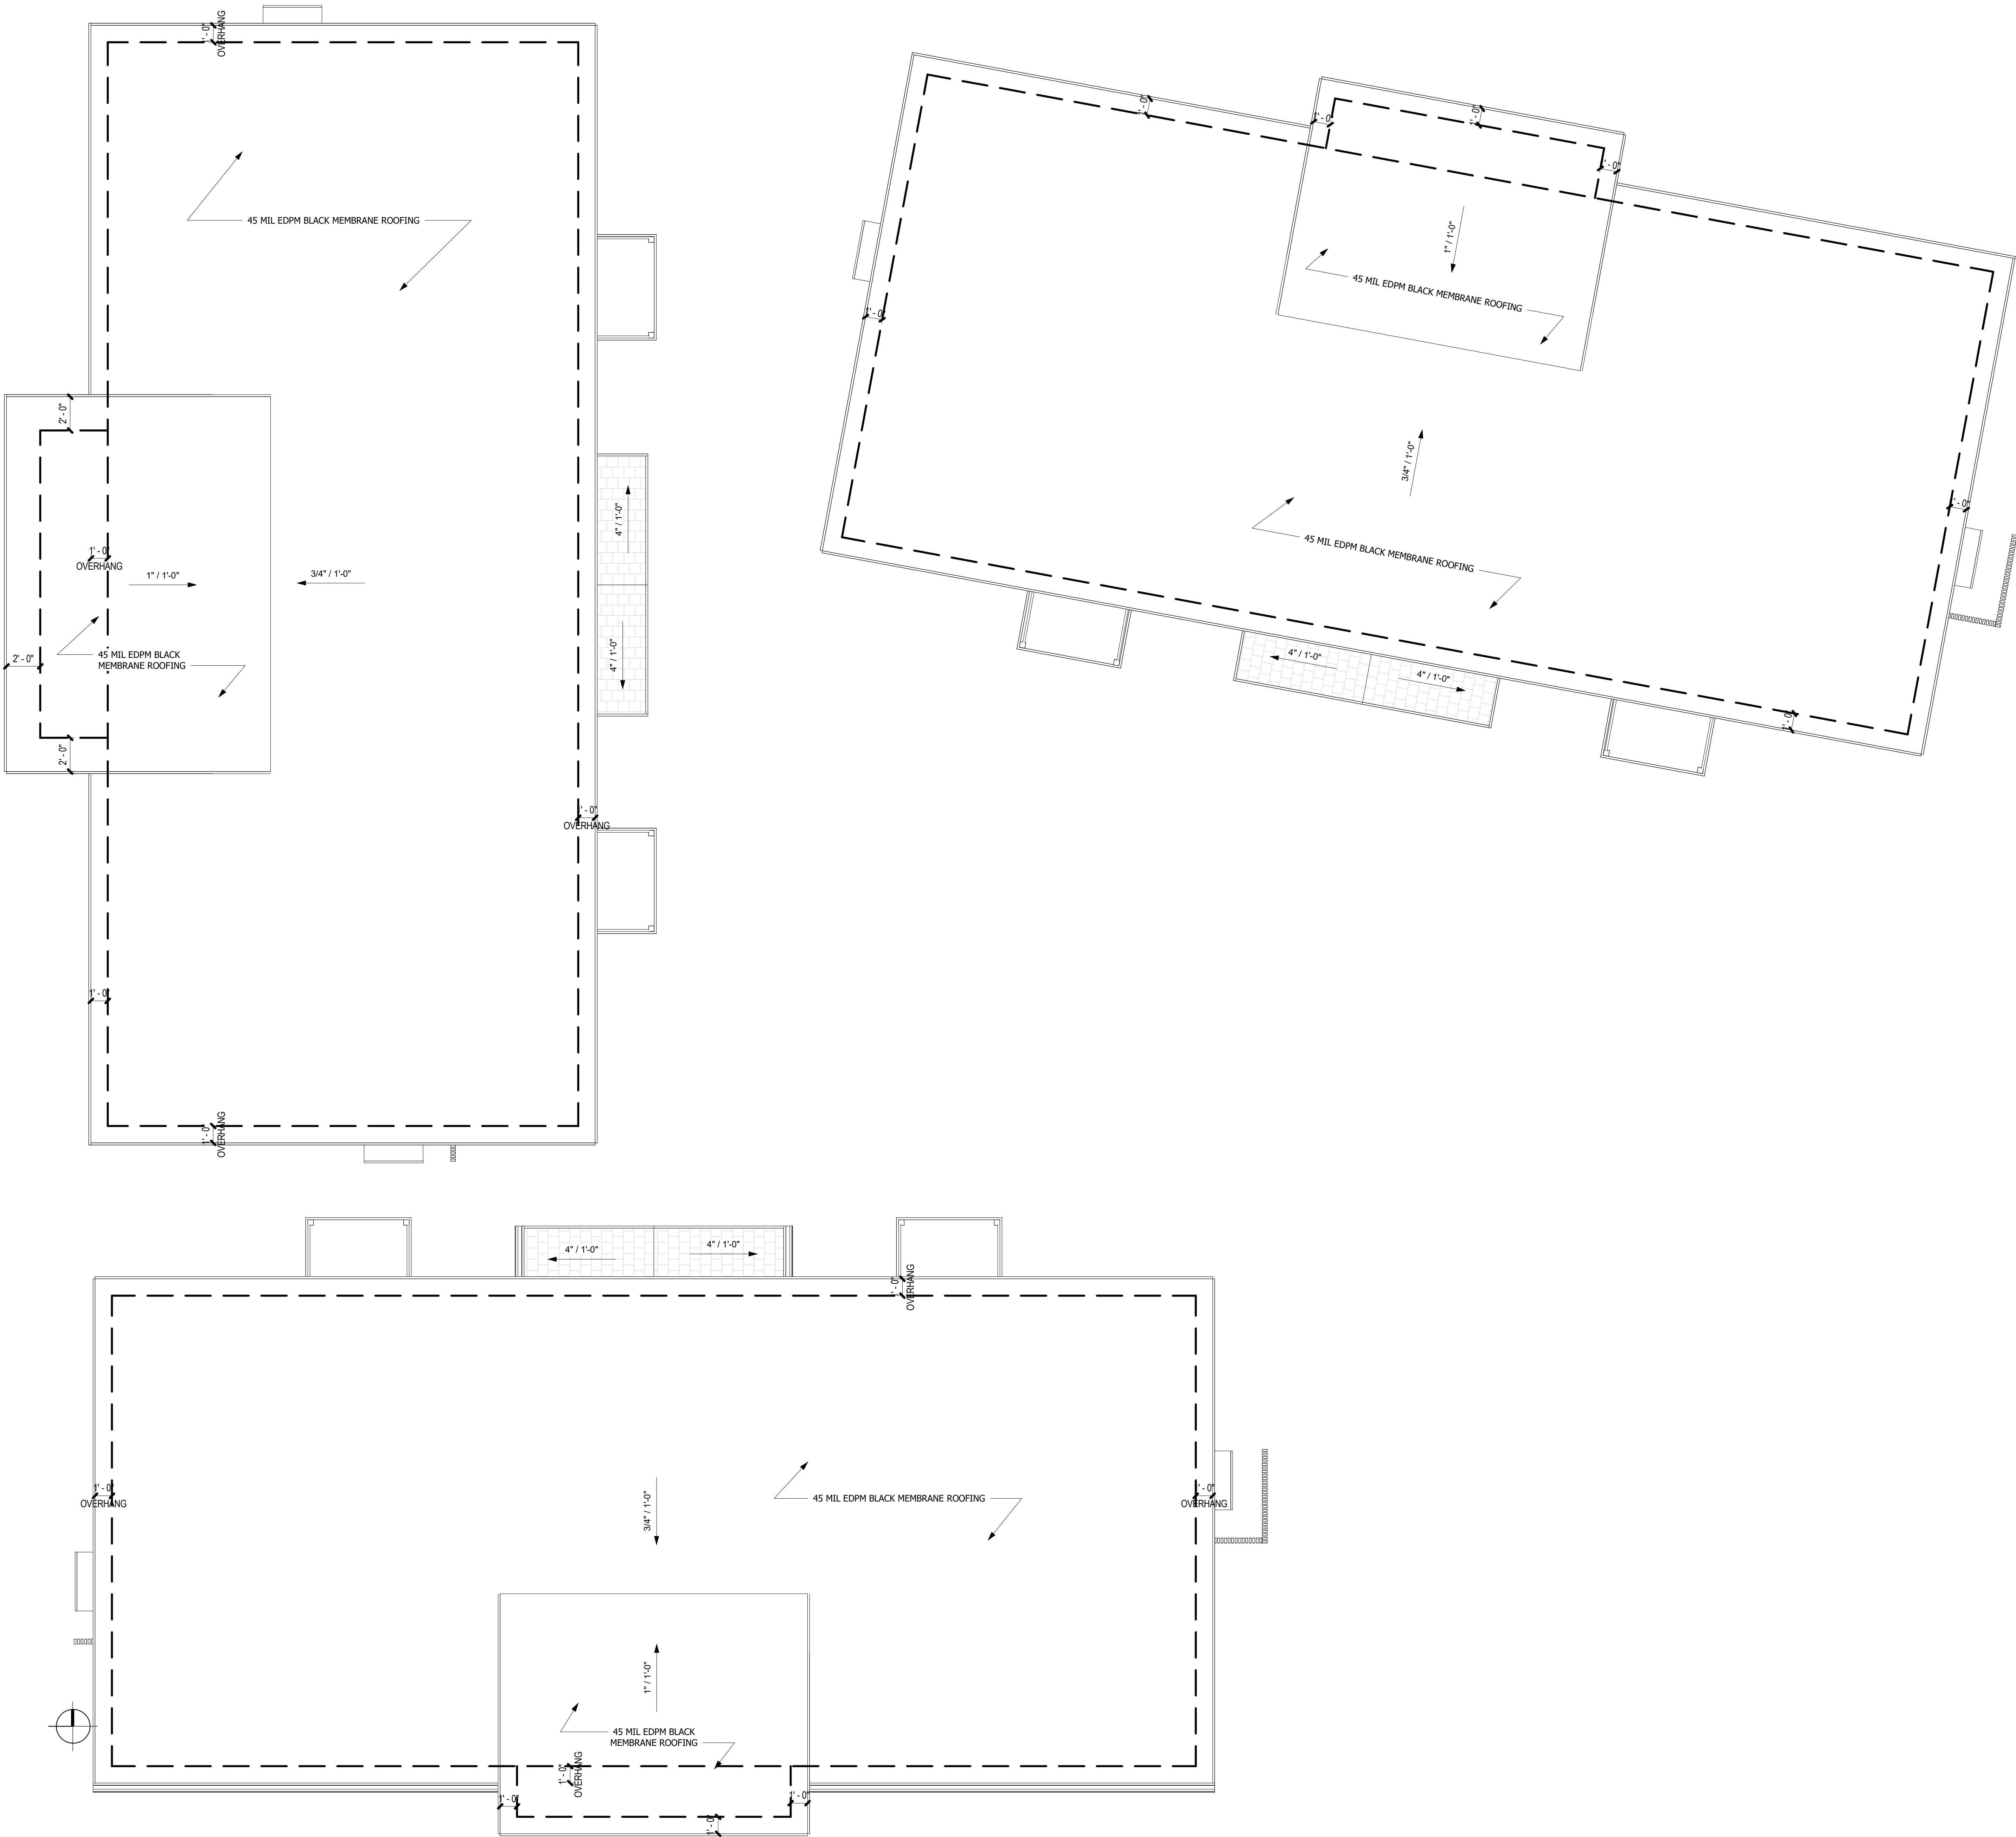 1' - 0"
OVERHANG
45 MIL EDPM BLACK MEMBRANE ROOFING
2' - 0"
1' - 0"
OVERHANG
1" / 1'-0"
3/4" / 1'-0"
4" / 1'-0"
4" / 1'-0"
2' - 0"
45 MIL EDPM BLACK
MEMBRANE ROOFING
2' - 0"
1' - 0"
OVERHANG
1' - 0"
1' - 0"
OVERHANG
1' - 0"
1' - 0"
1' - 0"
1' - 0"
1" / 1'-0"
45 MIL EDPM BLACK MEMBRANE ROOFING
1' - 0"
3/4" / 1'-0"
1' - 0"
45 MIL EDPM BLACK MEMBRANE ROOFING
4" / 1'-0"
4" / 1'-0"
1' - 0"
4" / 1'-0"
4" / 1'-0"
1' - 0"
OVERHANG
1' - 0"
OVERHANG
3/4" / 1'-0"
45 MIL EDPM BLACK MEMBRANE ROOFING
1' - 0"
OVERHANG
1" / 1'-0"
45 MIL EDPM BLACK
MEMBRANE ROOFING
1' - 0"
OVERHANG
1' - 0"
1' - 0"
1' - 0"